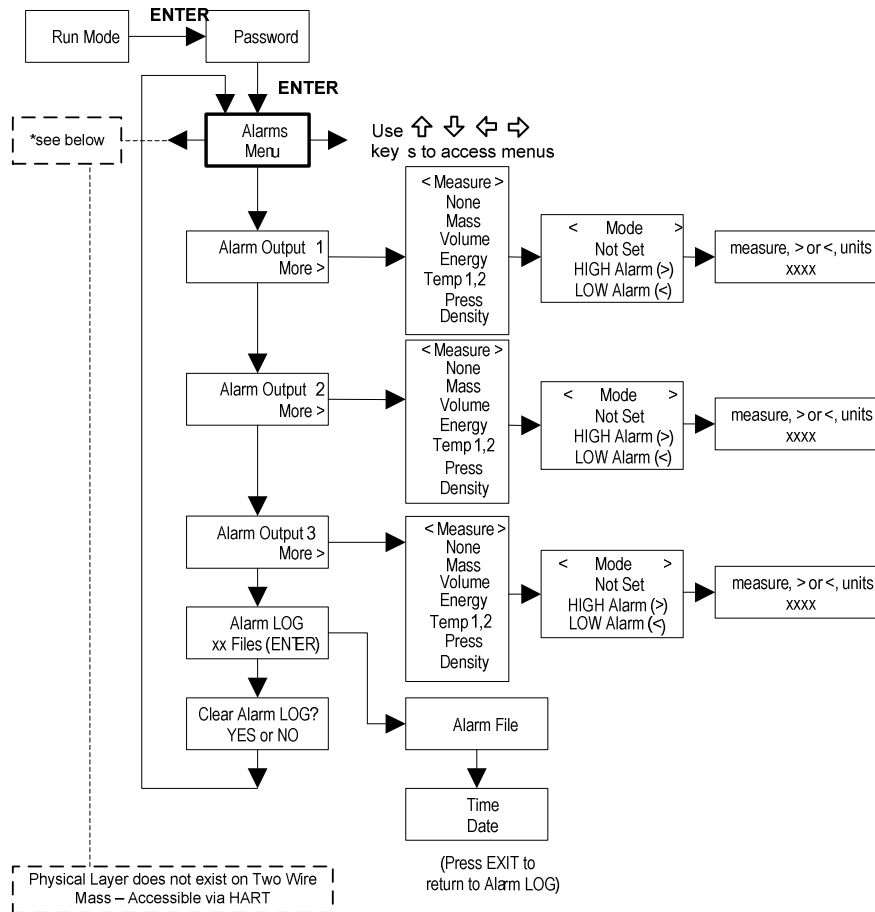 ENTER
Run Mode
Password
ENTER
*see below
Alarms
Menu
Use
key s to access menus
Alarm Output 1
More >
< Measure >
None
Mass
Volume
Energy
Temp 1,2
Press
Density
< Mode >
Not Set
HIGH Alarm (>)
LOW Alarm (<)
measure, > or <, units
xxxx
Alarm Output 2
More >
< Measure >
None
Mass
Volume
Energy
Temp 1,2
Press
Density
< Mode >
Not Set
HIGH Alarm (>)
LOW Alarm (<)
measure, > or <, units
xxxx
Alarm Output 3
More >
< Measure >
None
Mass
Volume
Energy
Temp 1,2
Press
Density
< Mode >
Not Set
HIGH Alarm (>)
LOW Alarm (<)
measure, > or <, units
xxxx
Alarm LOG
xx Files (ENTER)
Clear Alarm LOG?
YES or NO
Alarm File
Time
Date
(Press EXIT to
return to Alarm LOG)
Physical Layer does not exist on Two Wire
Mass – Accessible via HART